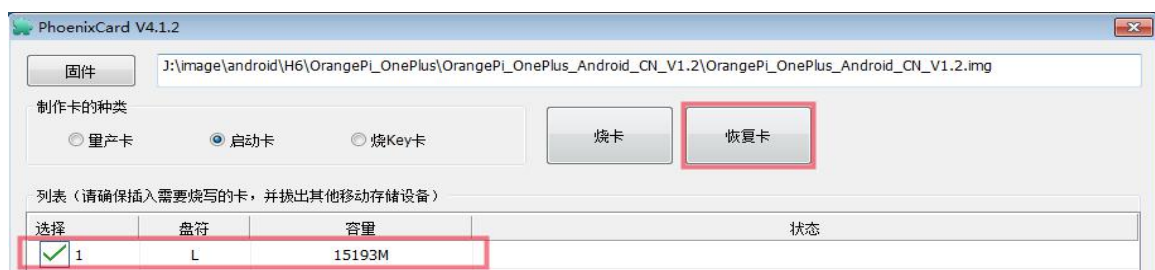 PhoenixCard V4.1.2
固件 J:\image\android\H6\OrangePi_OnePlus\OrangePi_OnePlus_Android_CN_V1.2\OrangePi_OnePlus_Android_CN_V1.2.img
制作卡的种类
量产卡 启动卡 烧Key卡 烧卡 恢复卡
列表（请确保插入需要烧写的卡，并拔出其他移动存储设备）
选择 盘符 容量 状态
1 L 15193M